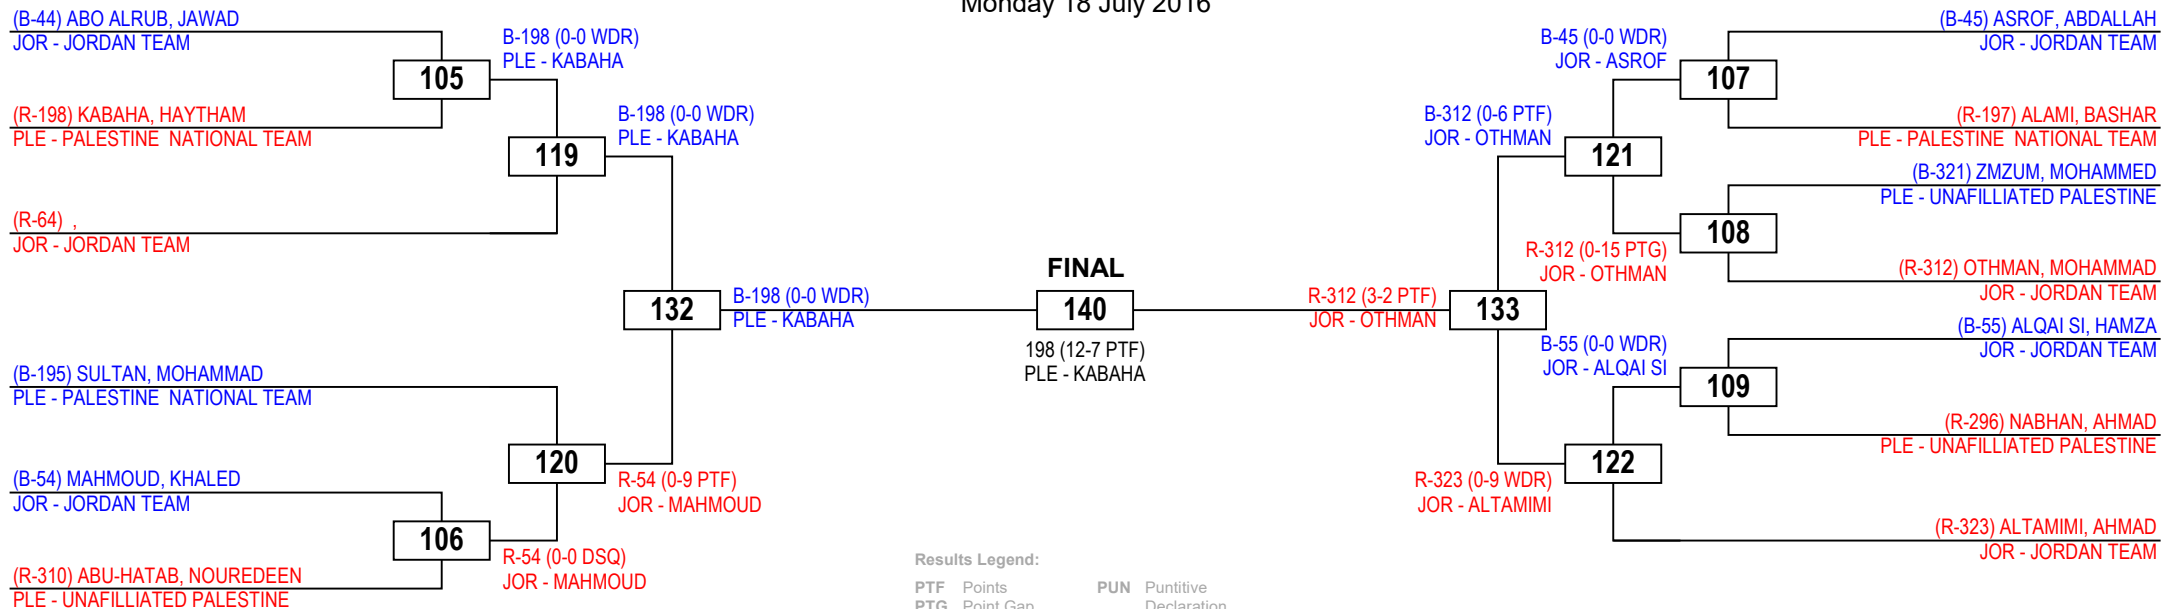 Monday 18 July 2016
(B-44) ABO ALRUB, JAWAD
JOR - JORDAN TEAM
B-198 (0-0 WDR)
PLE - KABAHA
105
(R-198) KABAHA, HAYTHAM
PLE - PALESTINE  NATIONAL TEAM
B-198 (0-0 WDR)
PLE - KABAHA
119
(R-64) ,
JOR - JORDAN TEAM
132
B-198 (0-0 WDR)
PLE - KABAHA
(B-195) SULTAN, MOHAMMAD
PLE - PALESTINE  NATIONAL TEAM
120
R-54 (0-9 PTF)
JOR - MAHMOUD
(B-54) MAHMOUD, KHALED
JOR - JORDAN TEAM
106
R-54 (0-0 DSQ)
JOR - MAHMOUD
(R-310) ABU-HATAB, NOUREDEEN
PLE - UNAFILLIATED PALESTINE
FINAL
140
198 (12-7 PTF)
PLE - KABAHA
(B-45) ASROF, ABDALLAH
JOR - JORDAN TEAM
B-45 (0-0 WDR)
JOR - ASROF
107
(R-197) ALAMI, BASHAR
PLE - PALESTINE  NATIONAL TEAM
B-312 (0-6 PTF)
JOR - OTHMAN
121
(B-321) ZMZUM, MOHAMMED
PLE - UNAFILLIATED PALESTINE
108
R-312 (0-15 PTG)
JOR - OTHMAN
(R-312) OTHMAN, MOHAMMAD
JOR - JORDAN TEAM
R-312 (3-2 PTF)
JOR - OTHMAN
133
(B-55) ALQAI SI, HAMZA
JOR - JORDAN TEAM
B-55 (0-0 WDR)
JOR - ALQAI SI
109
(R-296) NABHAN, AHMAD
PLE - UNAFILLIATED PALESTINE
122
R-323 (0-9 WDR)
JOR - ALTAMIMI
(R-323) ALTAMIMI, AHMAD
JOR - JORDAN TEAM
Results Legend:
PTF Points PUN Puntitive
PTG Point Gap Declaration